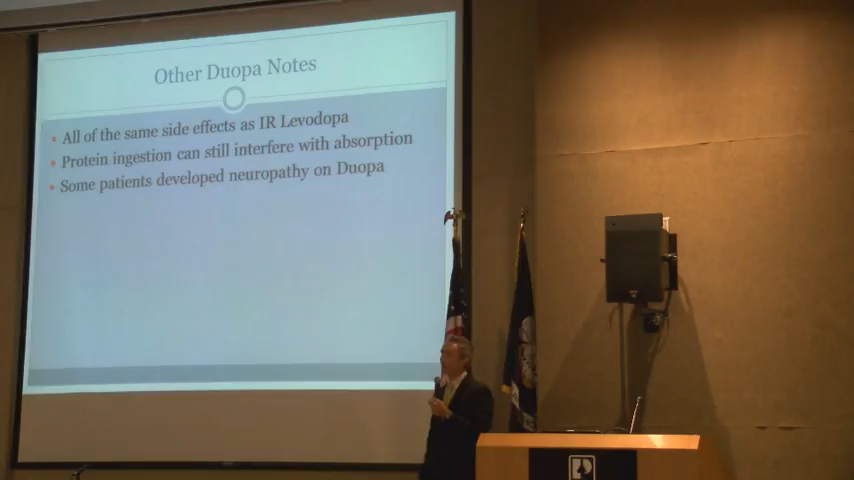 Other Duopa Notes
All of the same side effects as IR Levodopa
Protein ingestion can still interfere with absorption
Some patients developed neuropathy on Duopa